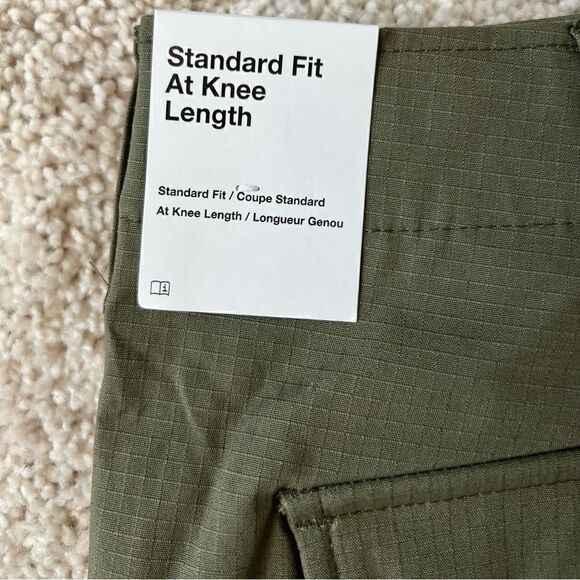 Standard Fit
At Knee
Length
Standard Fit / Coupe Standard
At Knee Length / Longueur Genou
i